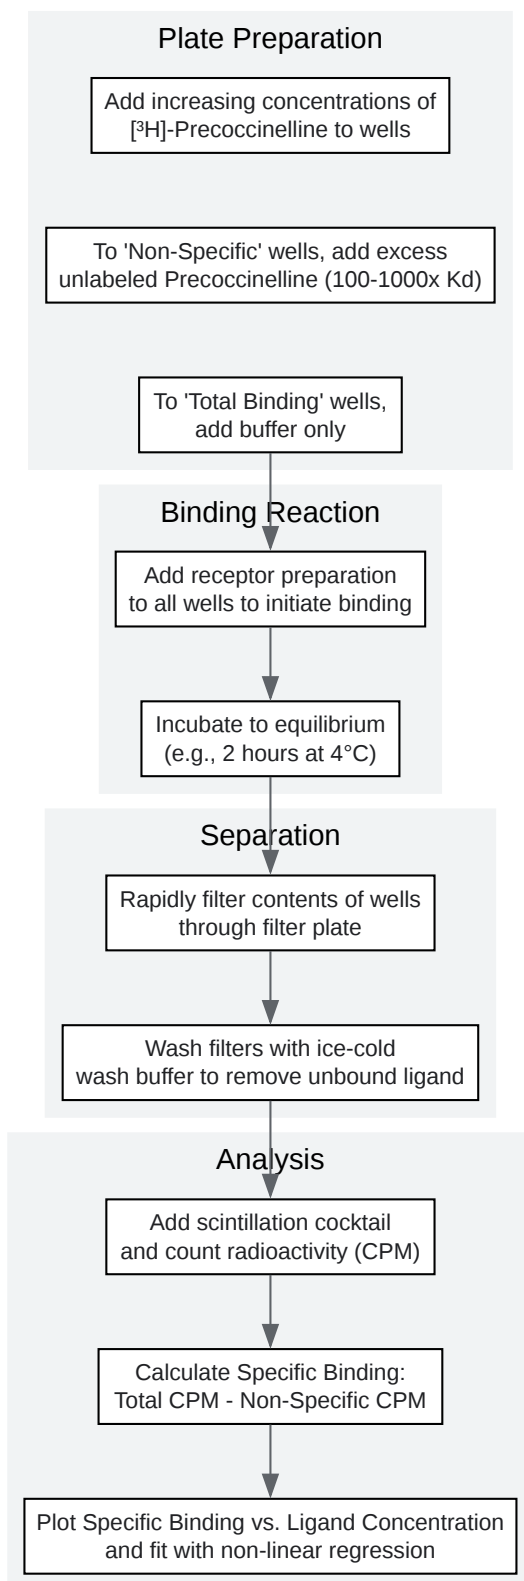 Plate Preparation
Add increasing concentrations of
[³H]-Precoccinelline to wells
To 'Non-Specific' wells, add excess
unlabeled Precoccinelline (100-1000x Kd)
To 'Total Binding' wells,
add buffer only
Binding Reaction
Add receptor preparation
to all wells to initiate binding
Incubate to equilibrium
(e.g., 2 hours at 4°C)
Separation
Rapidly filter contents of wells
through filter plate
Wash filters with ice-cold
wash buffer to remove unbound ligand
Analysis
Add scintillation cocktail
and count radioactivity (CPM)
Calculate Specific Binding:
Total CPM - Non-Specific CPM
Plot Specific Binding vs. Ligand Concentration
and fit with non-linear regression